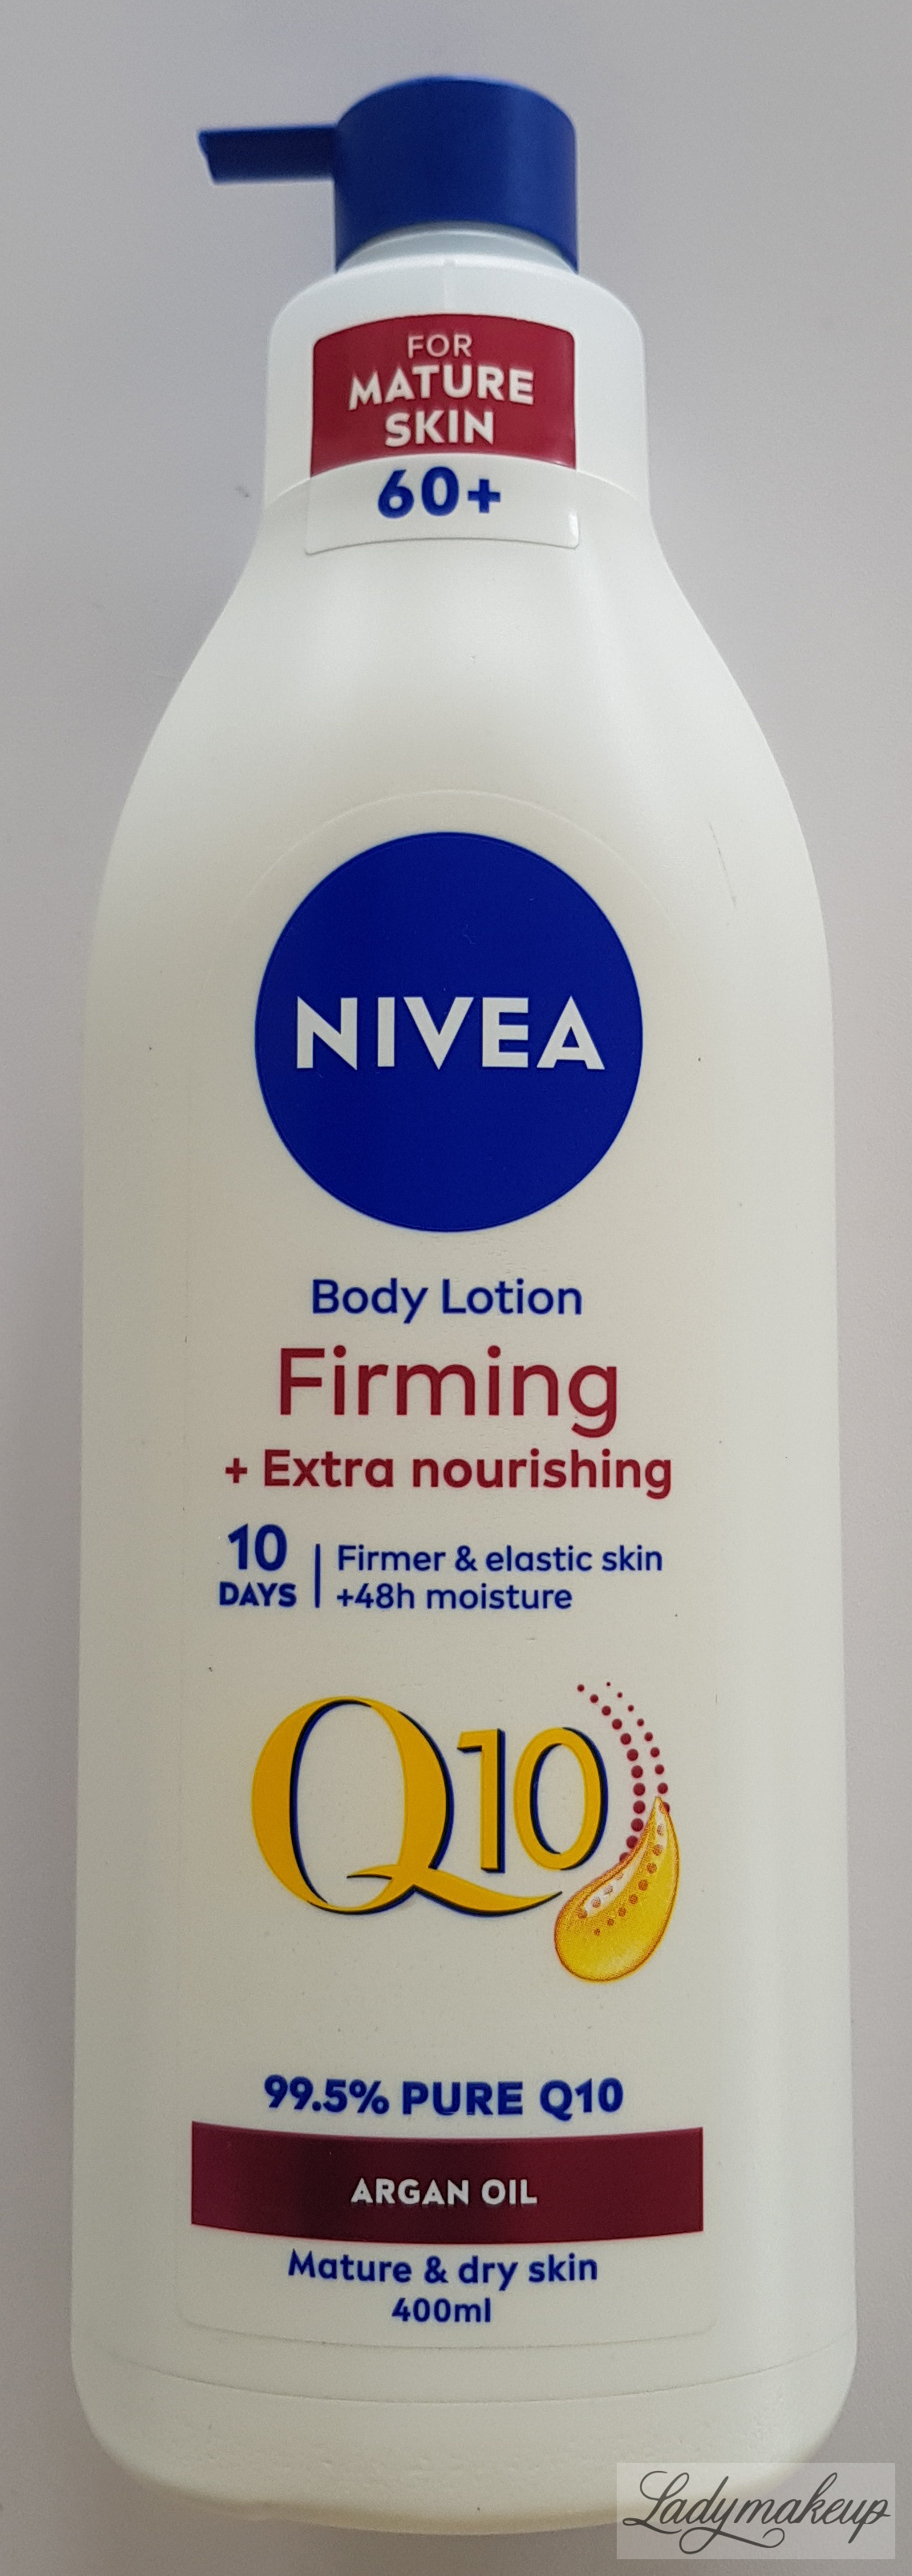 FOR
MATURE
SKIN
60+
NIVEA
Body Lotion
Firming
+ Extra nourishing
10
DAYS
Firmer & elastic skin
+48h moisture
Q10
99.5% PURE Q10
ARGAN OIL
Mature & dry skin
400ml
Ladymakeup